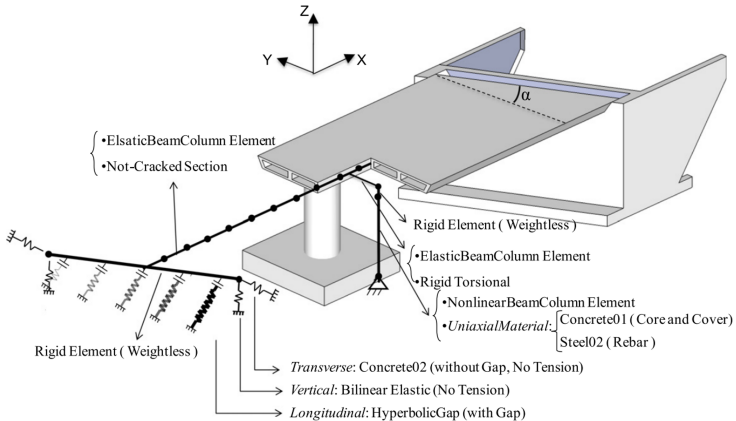 Z
Y
X
α
•ElsaticBeamColumn Element
•Not-Cracked Section
Rigid Element ( Weightless )
•ElasticBeamColumn Element
•Rigid Torsional
•NonlinearBeamColumn Element
•UniaxialMaterial:
Concrete01 ( Core and Cover)
Steel02 ( Rebar )
Rigid Element ( Weightless )
Transverse: Concrete02 (without Gap, No Tension)
Vertical: Bilinear Elastic (No Tension)
Longitudinal: HyperbolicGap (with Gap)